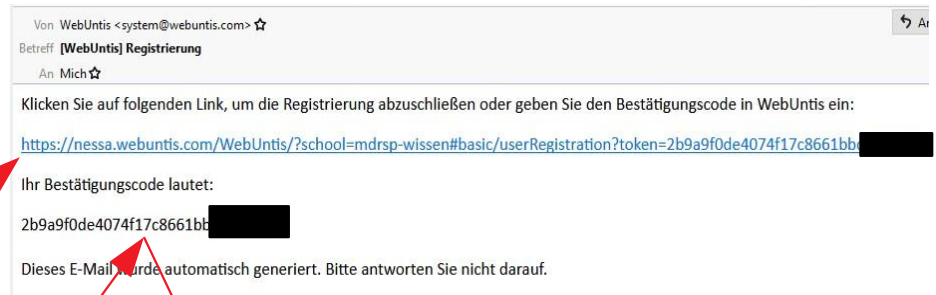 Von WebUntis <system@webuntis.com>
Betreff [WebUntis] Registrierung
An Mich
Klicken Sie auf folgenden Link, um die Registrierung abzuschließen oder geben Sie den Bestätigungscode in WebUntis ein:
https://nessa.webuntis.com/WebUntis/?school=mdrsp-wissen#basic/userRegistration?token=2b9a9f0de4074f17c8661bb
Ihr Bestätigungscode lautet:
2b9a9f0de4074f17c8661bb
Dieses E-Mail wurde automatisch generiert. Bitte antworten Sie nicht darauf.